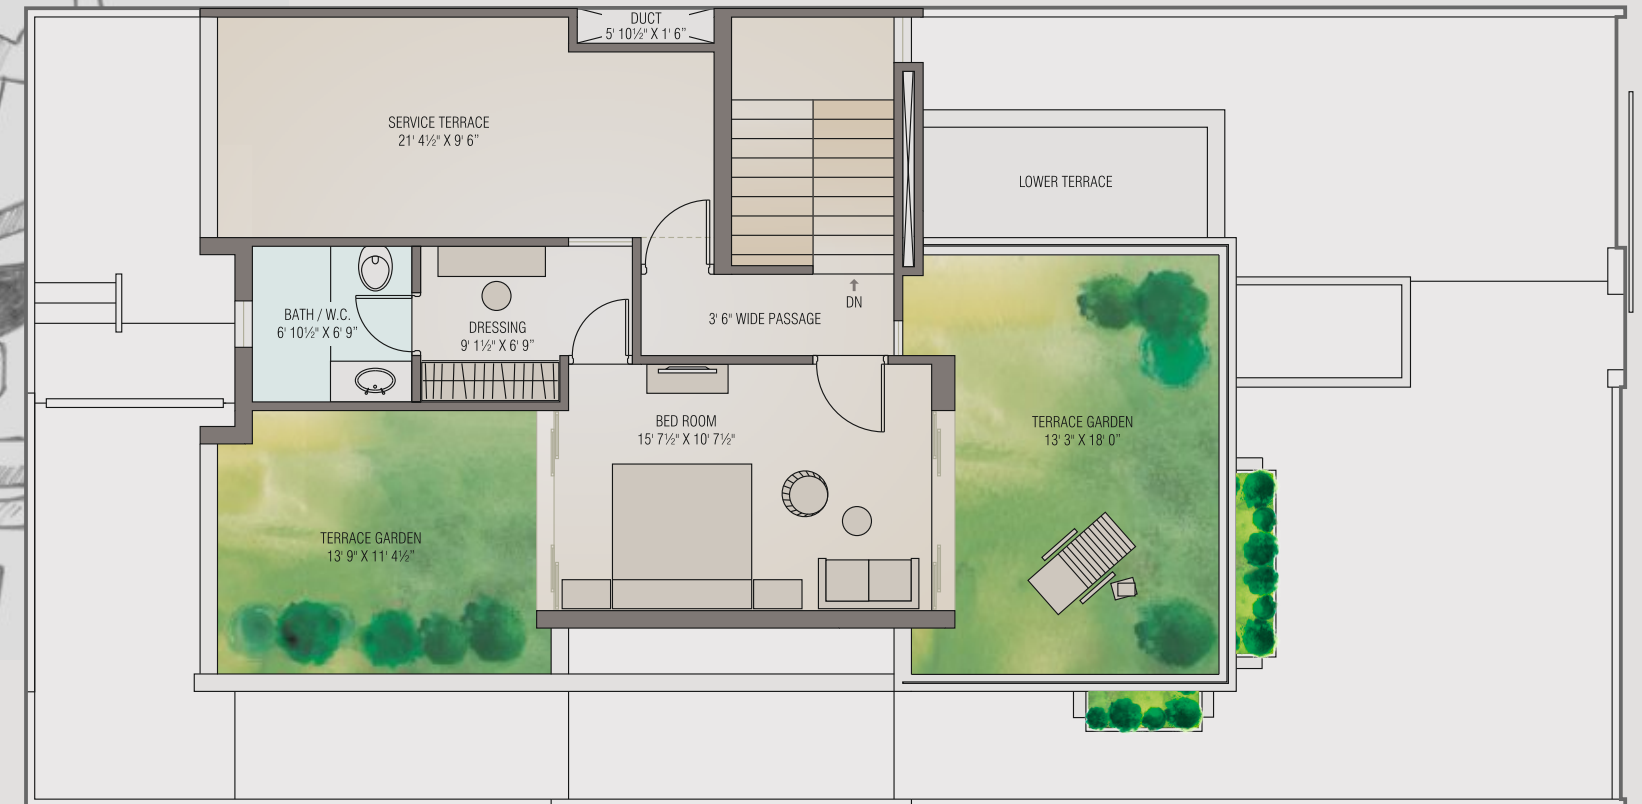 DUCT
5' 10½" X 1' 6”
SERVICE TERRACE
21' 4½" X 9' 6”
LOWER TERRACE
DN
BATH / W.C.
6' 10½" X 6' 9”
DRESSING
9' 1½" X 6' 9”
3' 6" WIDE PASSAGE
BED ROOM
15' 7½" X 10' 7½"
TERRACE GARDEN
13' 3" X 18' 0”
TERRACE GARDEN
13' 9" X 11' 4½”